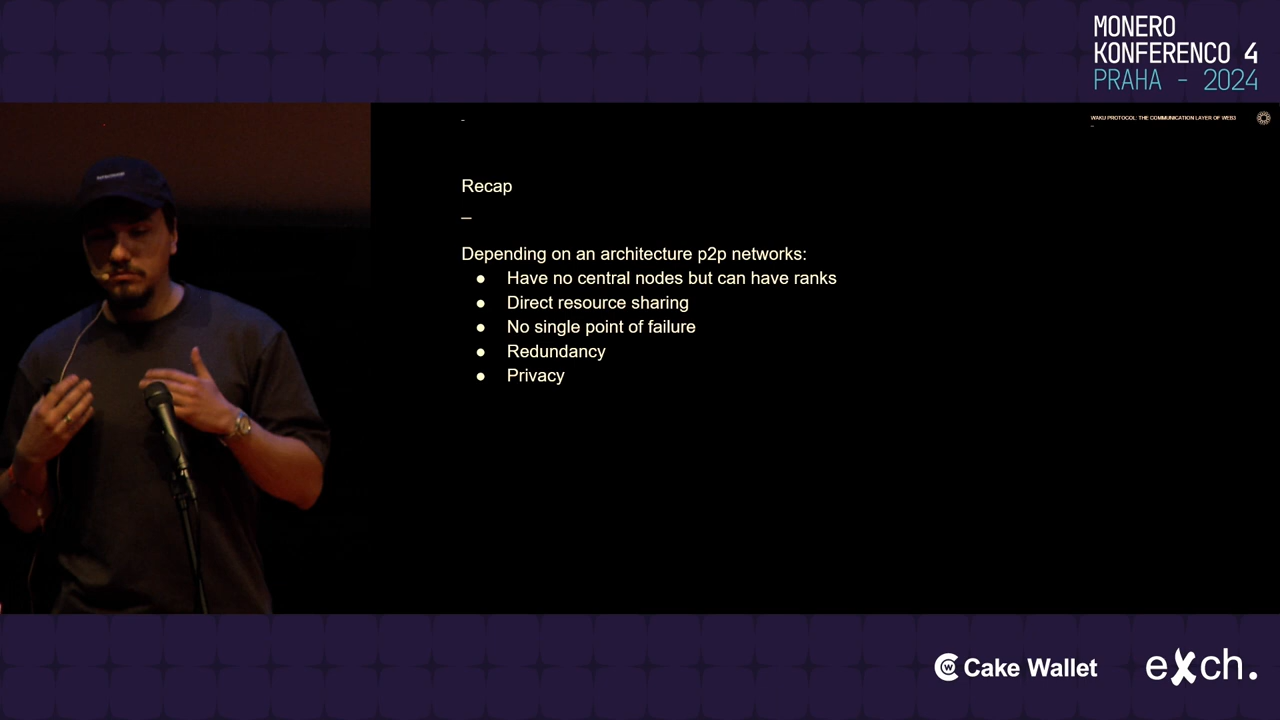 MONERO
KONFERENCO 4
PRAHA - 2024
WAKU PROTOCOL: THE COMMUNICATION LAYER OF WEB3
Recap
Depending on an architecture p2p networks:
● Have no central nodes but can have ranks
● Direct resource sharing
● No single point of failure
● Redundancy
● Privacy
Cake Wallet
eXch.